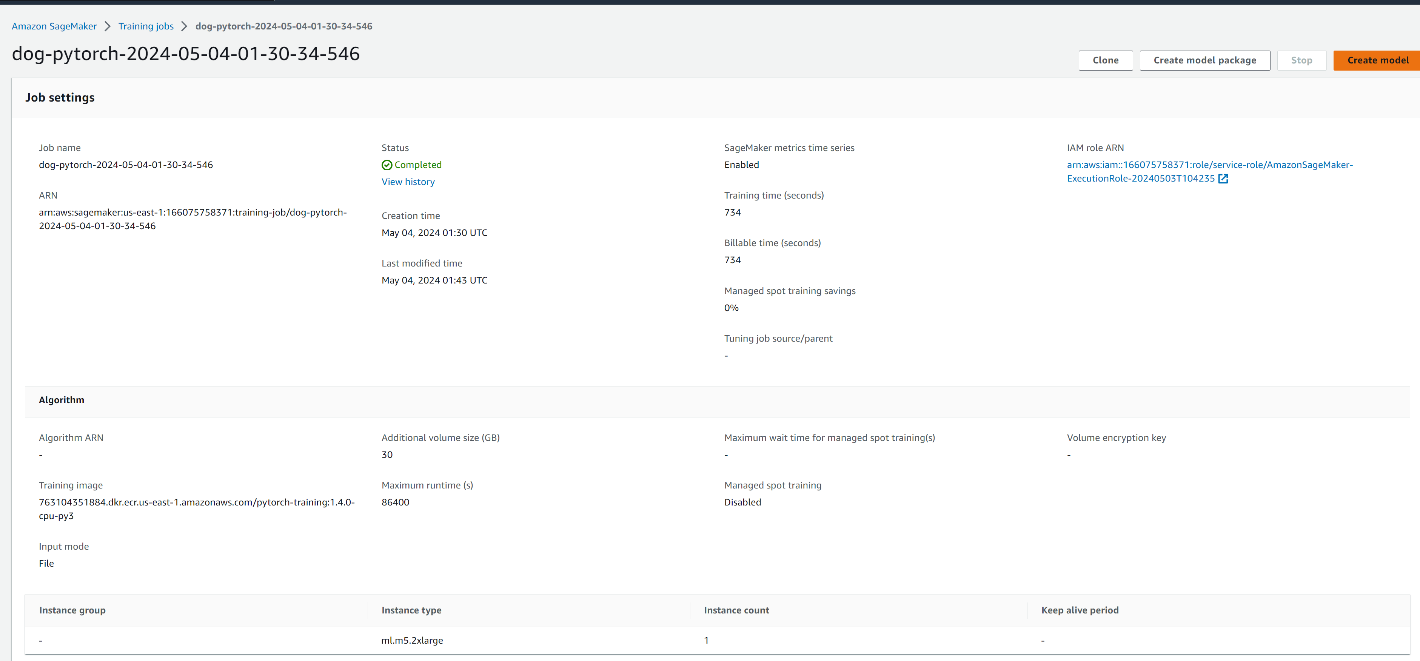 Amazon SageMaker > Training jobs > dog-pytorch-2024-05-04-01-30-34-546
dog-pytorch-2024-05-04-01-30-34-546
Clone
Create model package
Stop
Create model
Job settings
Job name
dog-pytorch-2024-05-04-01-30-34-546
ARN
arn:aws:sagemaker:us-east-1:166075758371:training-job/dog-pytorch-
2024-05-04-01-30-34-546
Status
Completed
View history
Creation time
May 04, 2024 01:30 UTC
Last modified time
May 04, 2024 01:43 UTC
SageMaker metrics time series
Enabled
Training time (seconds)
734
Billable time (seconds)
734
Managed spot training savings
0%
Tuning job source/parent
-
IAM role ARN
arn:aws:iam::166075758371:role/service-role/AmazonSageMaker-
ExecutionRole-20240503T104235
Algorithm
Algorithm ARN
-
Training image
763104351884.dkr.ecr.us-east-1.amazonaws.com/pytorch-training:1.4.0-
cpu-py3
Input mode
File
Additional volume size (GB)
30
Maximum runtime (s)
86400
Maximum wait time for managed spot training(s)
-
Managed spot training
Disabled
Volume encryption key
-
Instance group
Instance type
Instance count
Keep alive period
-
ml.m5.2xlarge
1
-